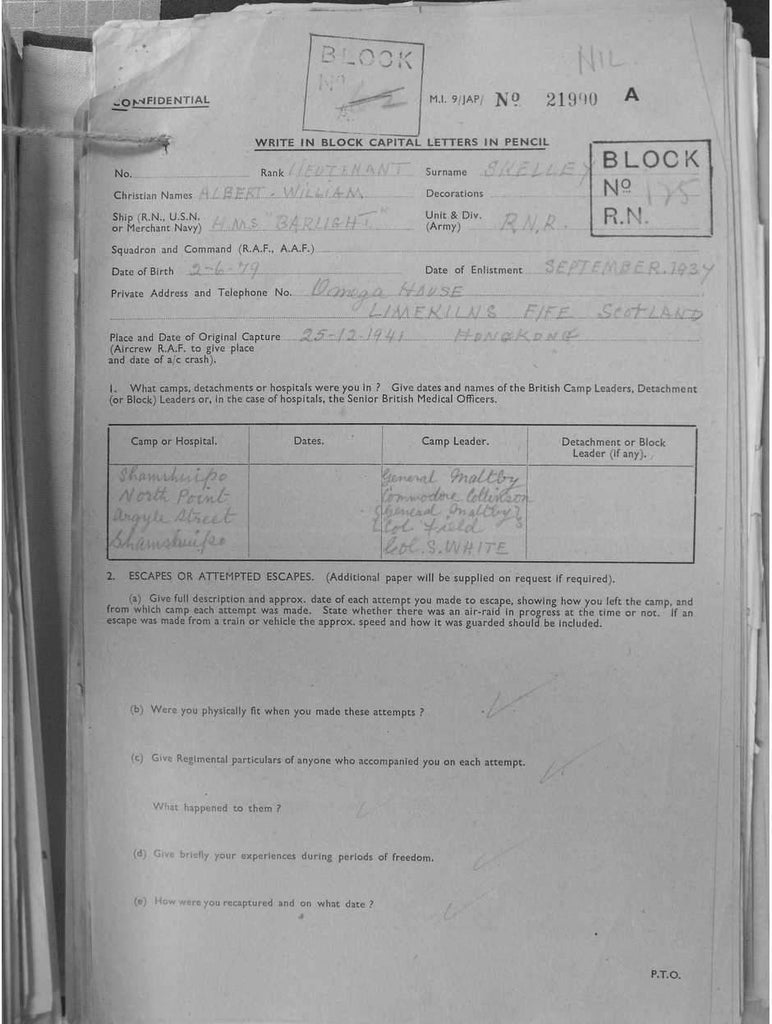 BLOCK
Nº
NIL.
CONFIDENTIAL
M.I. 9/JAP/ Nº 21990 A
WRITE IN BLOCK CAPITAL LETTERS IN PENCIL
BLOCK
Nº 175
R.N.
No. Rank LIEUTENANT Surname SKELLEY
Christian Names ALBERT. WILLIAM Decorations
Ship (R.N., U.S.N. or Merchant Navy) H.M.S "BARLIGHT" Unit & Div. (Army) R.N.R.
Squadron and Command (R.A.F., A.A.F.)
Date of Birth 2-6-79 Date of Enlistment SEPTEMBER. 1937
Private Address and Telephone No. Omega HOUSE
LIMEKILNS FIFE SCOTLAND
Place and Date of Original Capture 25-12-1941 HONGKONG
(Aircrew R.A.F. to give place
and date of a/c crash).
1. What camps, detachments or hospitals were you in ? Give dates and names of the British Camp Leaders, Detachment
(or Block) Leaders or, in the case of hospitals, the Senior British Medical Officers.
Camp or Hospital. Dates. Camp Leader. Detachment or Block Leader (if any).
Shamshuipo General Maltby
North Point Commodore Collinson
Argyle Street General Maltby
Col Field
Shamshuipo Col. S. WHITE
2. ESCAPES OR ATTEMPTED ESCAPES. (Additional paper will be supplied on request if required).
(a) Give full description and approx. date of each attempt you made to escape, showing how you left the camp, and
from which camp each attempt was made. State whether there was an air-raid in progress at the time or not. If an
escape was made from a train or vehicle the approx. speed and how it was guarded should be included.
(b) Were you physically fit when you made these attempts ?
(c) Give Regimental particulars of anyone who accompanied you on each attempt.
What happened to them ?
(d) Give briefly your experiences during periods of freedom.
(e) How were you recaptured and on what date ?
P.T.O.